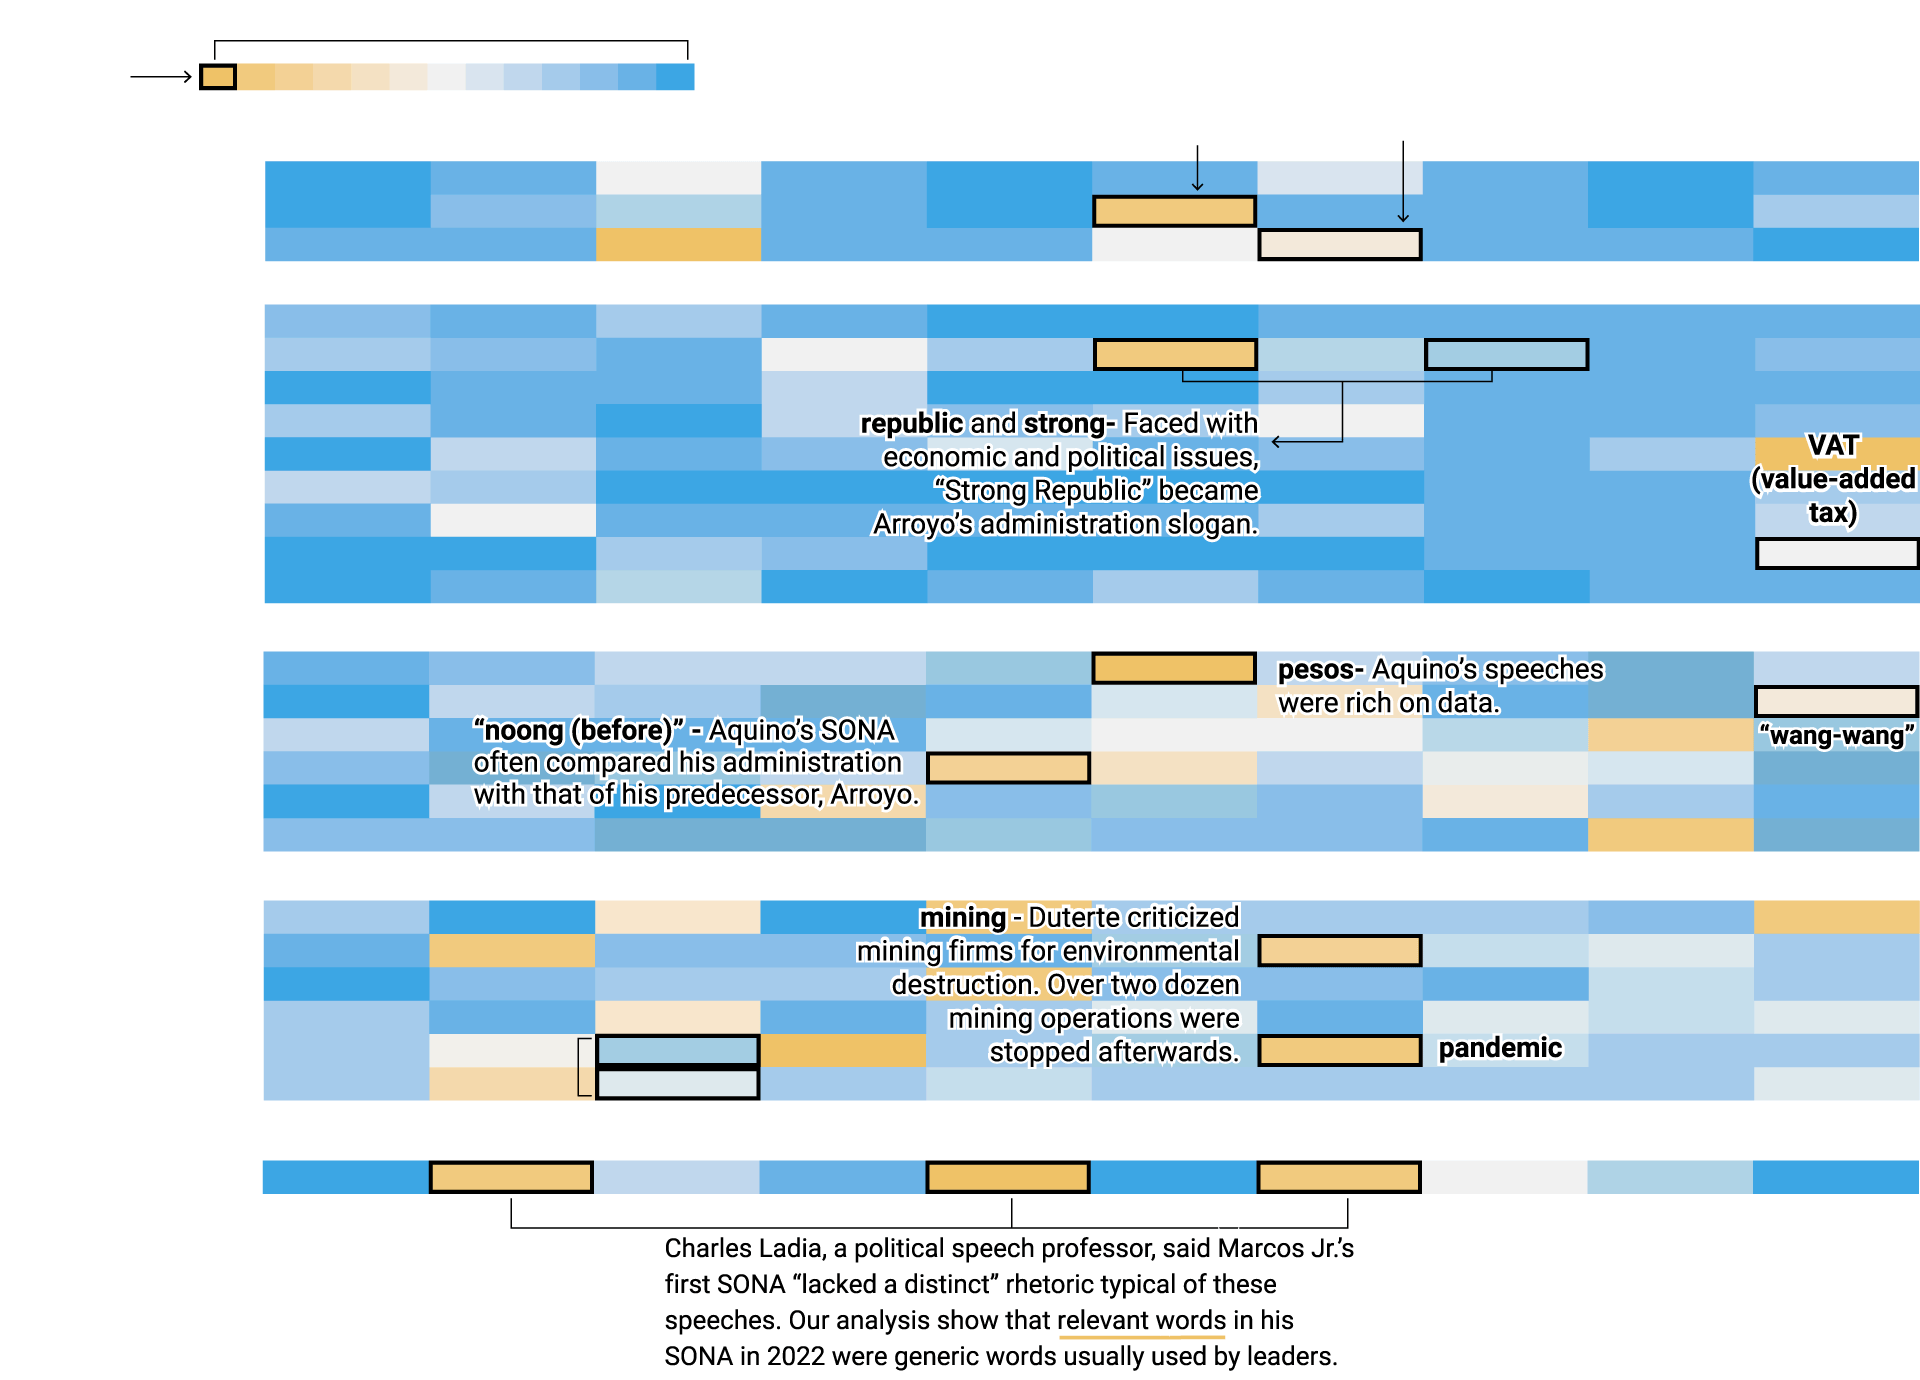 republic and strong- Faced with
economic and political issues,
“Strong Republic” became
Arroyo’s administration slogan.
VAT
(value-added
tax)
pesos- Aquino’s speeches
were rich on data.
“noong (before)” - Aquino’s SONA
often compared his administration
with that of his predecessor, Arroyo.
“wang-wang”
mining - Duterte criticized
mining firms for environmental
destruction. Over two dozen
mining operations were
stopped afterwards.
pandemic
Charles Ladia, a political speech professor, said Marcos Jr.’s
first SONA “lacked a distinct” rhetoric typical of these
speeches. Our analysis show that relevant words in his
SONA in 2022 were generic words usually used by leaders.